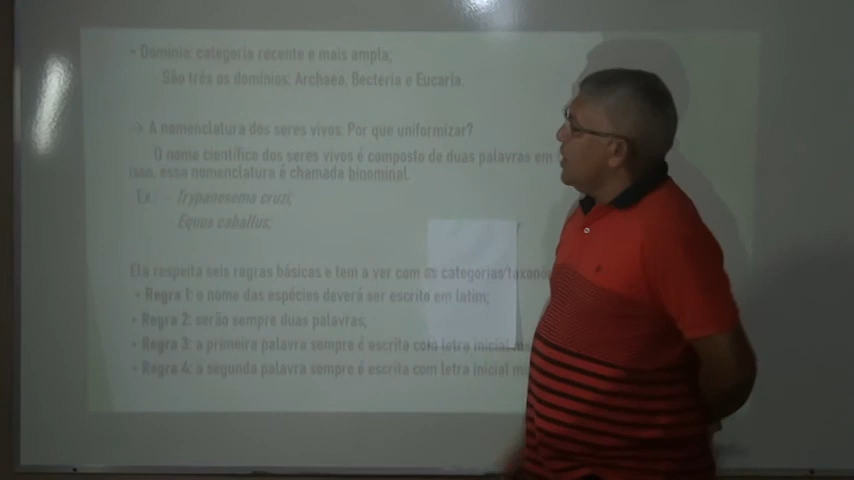 - Domínio: categoria recente e mais ampla;
São três os domínios: Archaea, Bacteria e Eucaria.
-> A nomenclatura dos seres vivos: Por que uniformizar?
O nome científico dos seres vivos é composto de duas palavras em
isso, essa nomenclatura é chamada binominal.
Ex.: - Trypanosoma cruzi;
Equus caballus;
Ela respeita seis regras básicas e tem a ver com as categorias
• Regra 1: o nome das espécies deverá ser escrito em latim;
• Regra 2: serão sempre duas palavras;
• Regra 3: a primeira palavra sempre é escrita com letra inicial
• Regra 4: a segunda palavra sempre é escrita com letra inicial